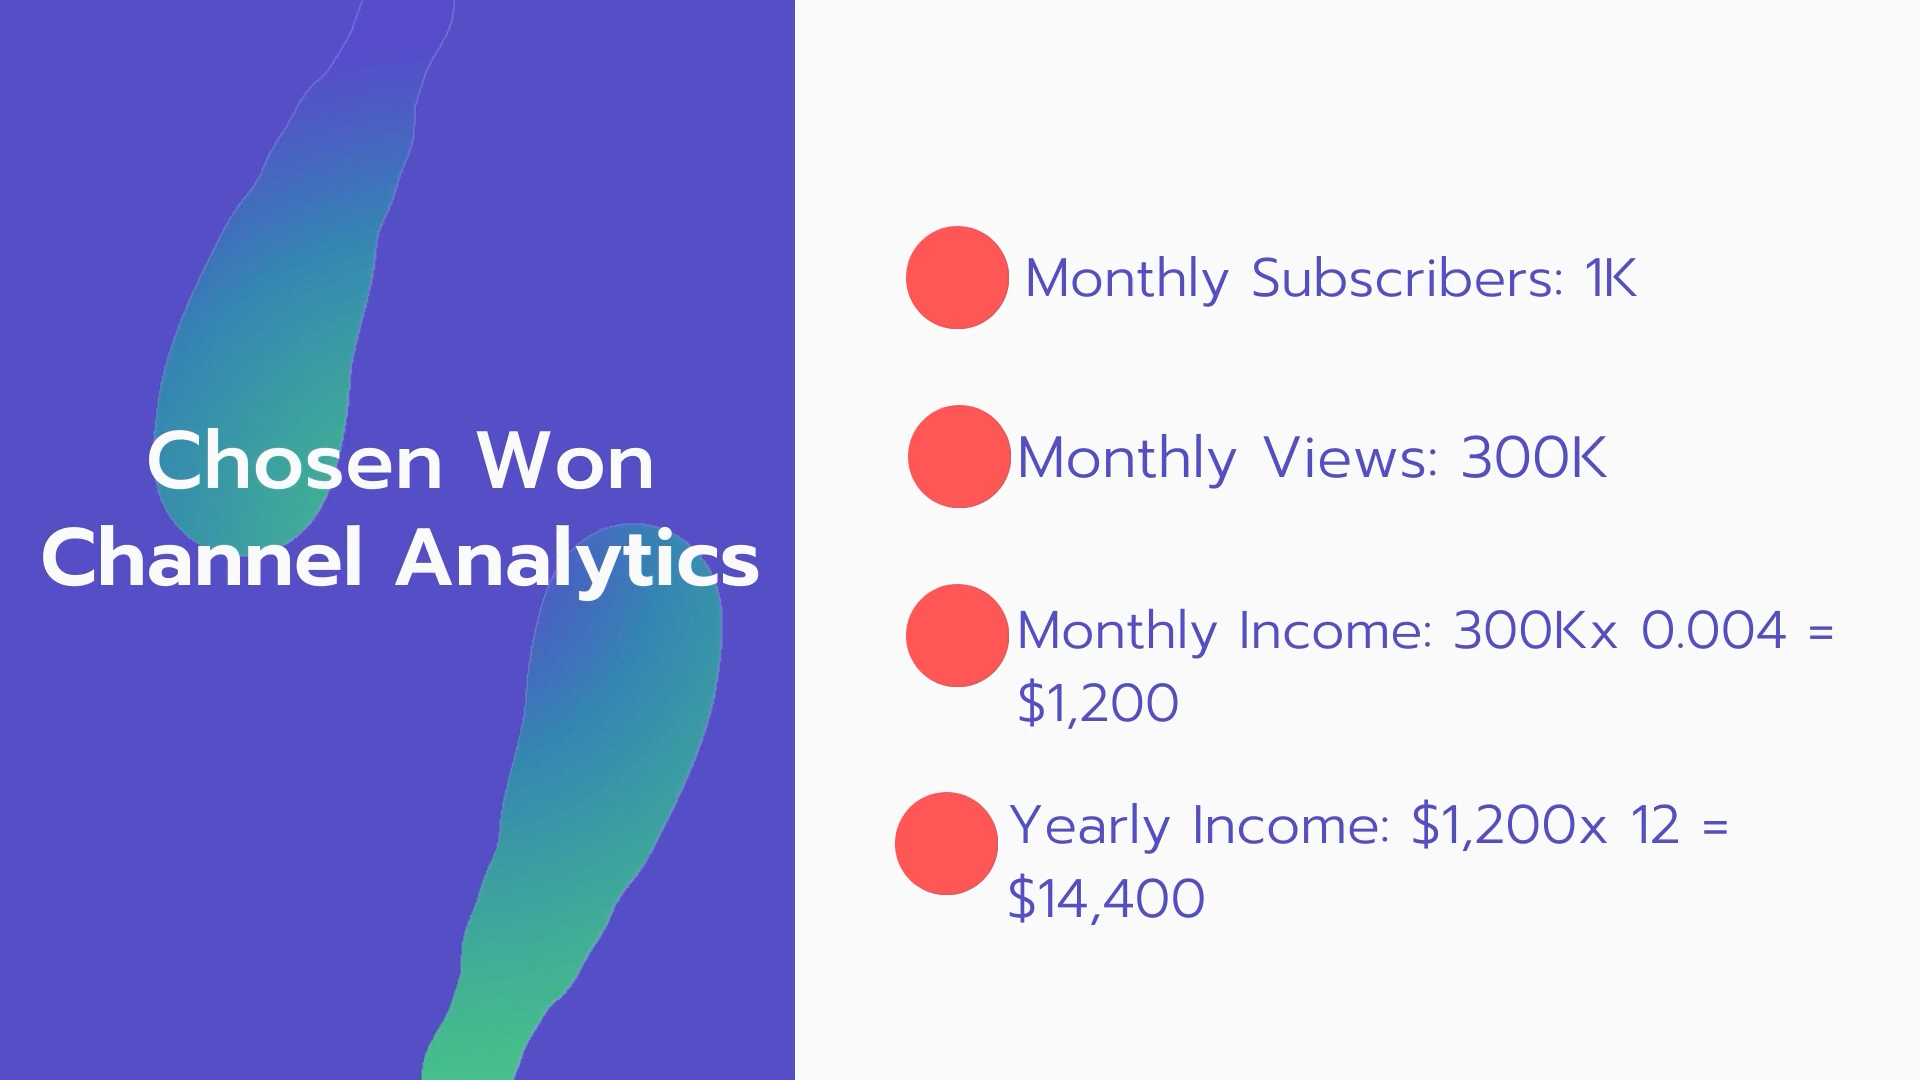 Chosen Won
Channel Analytics
Monthly Subscribers: 1K
Monthly Views: 300K
Monthly Income: 300Kx 0.004 =
$1,200
Yearly Income: $1,200x 12 =
$14,400